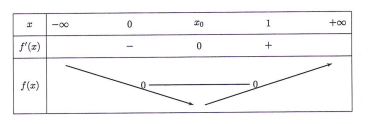 x −∞ 0 x₀ 1 +∞
f′(x) − 0 +
f(x) 0 0